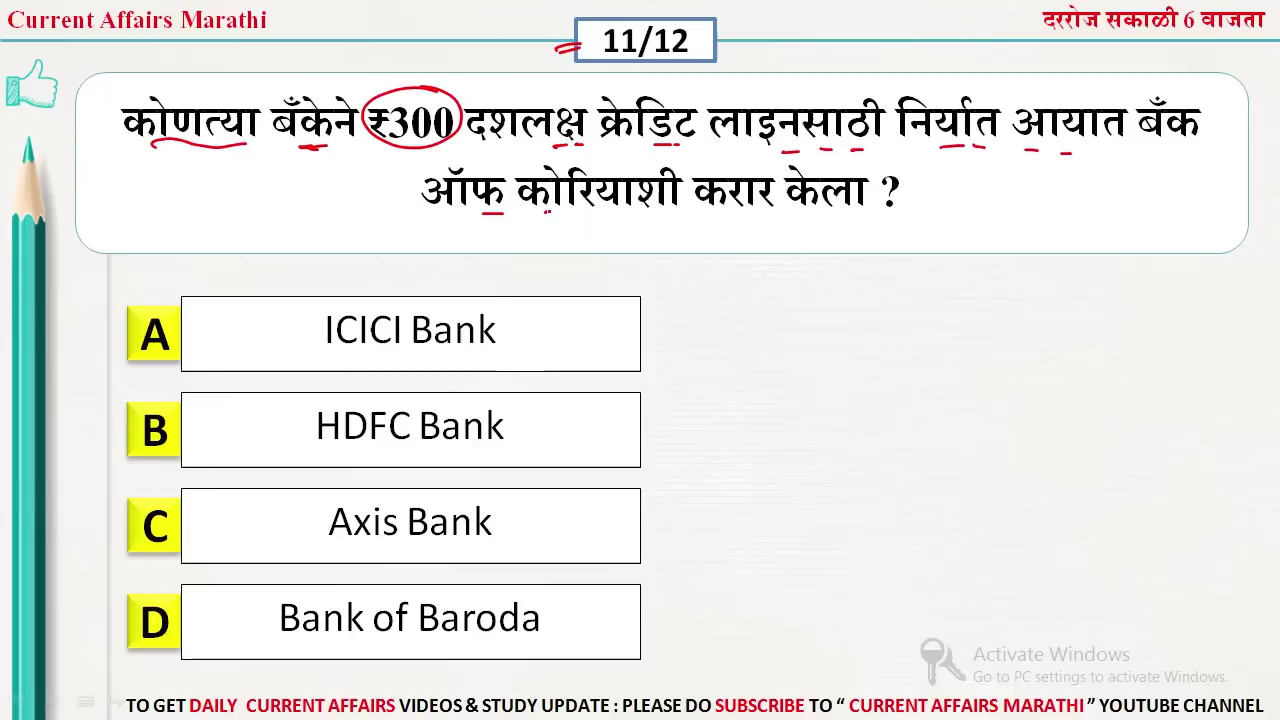 Current Affairs Marathi
दररोज सकाळी 6 वाजता
11/12
कोणत्या बँकेने ₹300 दशलक्ष क्रेडिट लाइनसाठी निर्यात आयात बँक
ऑफ कोरियाशी करार केला ?
A ICICI Bank
B HDFC Bank
C Axis Bank
D Bank of Baroda
Activate Windows
Go to PC settings to activate Windows.
TO GET DAILY CURRENT AFFAIRS VIDEOS & STUDY UPDATE : PLEASE DO SUBSCRIBE TO “ CURRENT AFFAIRS MARATHI ” YOUTUBE CHANNEL